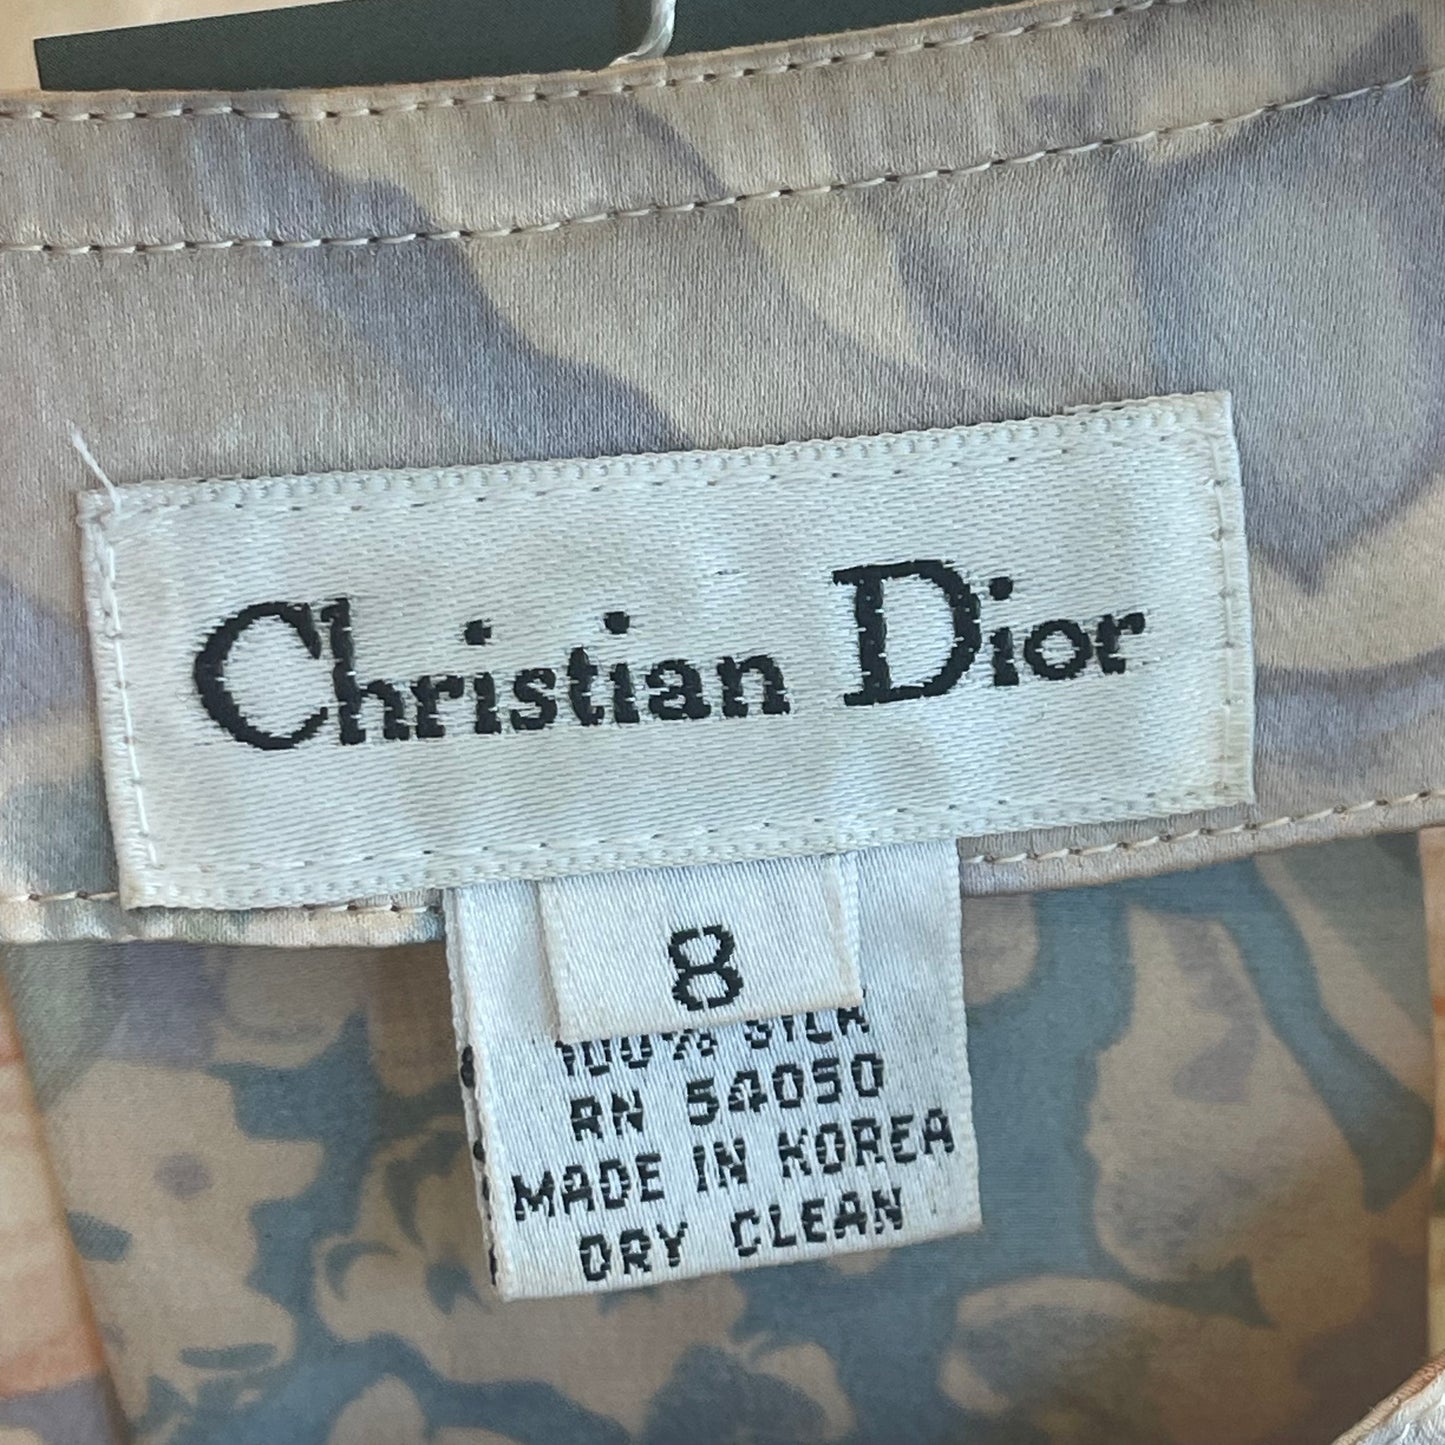 Christian Dior
8
100% SILK
RN 54050
MADE IN KOREA
DRY CLEAN